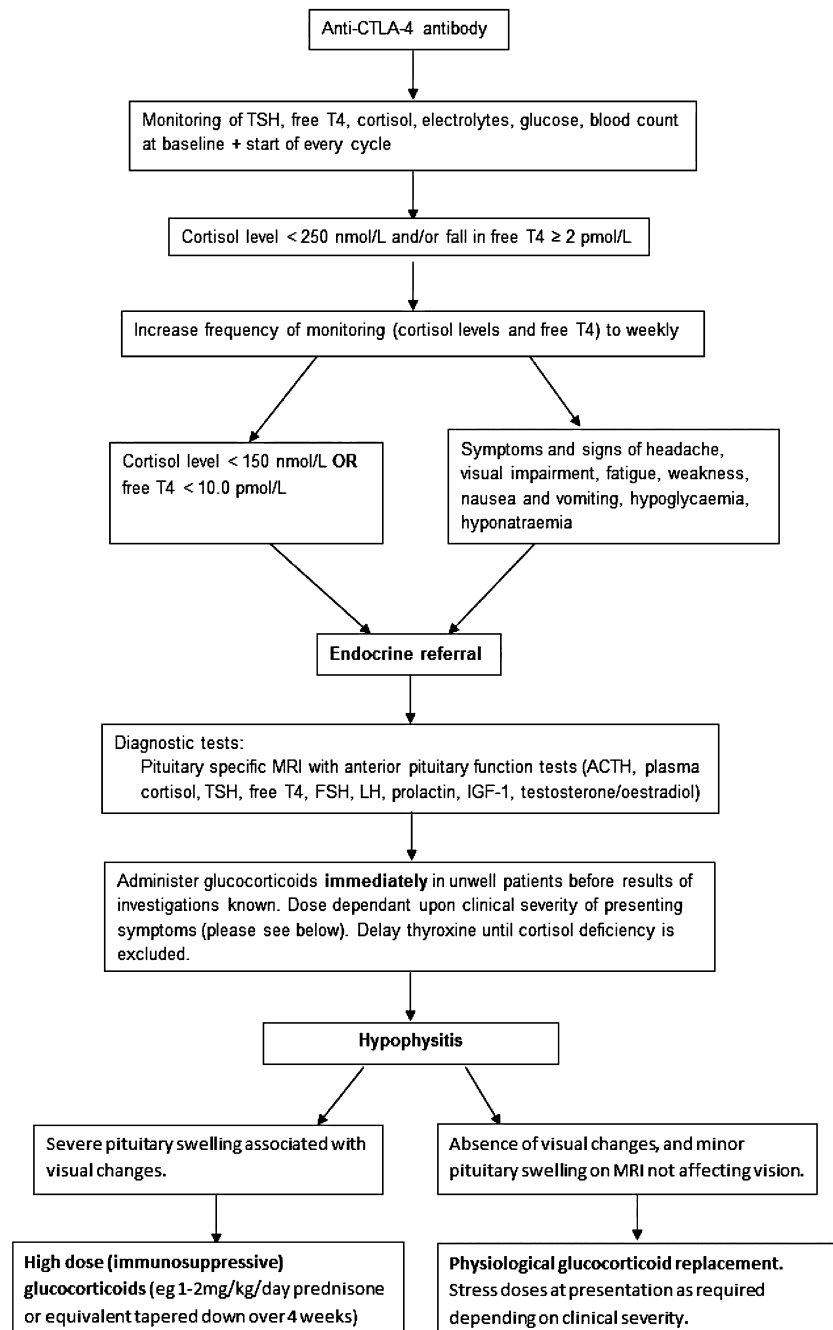 Anti-CTLA-4 antibody
Monitoring of TSH, free T4, cortisol, electrolytes, glucose, blood count
at baseline + start of every cycle
Cortisol level < 250 nmol/L and/or fall in free T4 ≥ 2 pmol/L
Increase frequency of monitoring (cortisol levels and free T4) to weekly
Cortisol level < 150 nmol/L OR
free T4 < 10.0 pmol/L
Symptoms and signs of headache,
visual impairment, fatigue, weakness,
nausea and vomiting, hypoglycaemia,
hyponatraemia
Endocrine referral
Diagnostic tests:
Pituitary specific MRI with anterior pituitary function tests (ACTH, plasma
cortisol, TSH, free T4, FSH, LH, prolactin, IGF-1, testosterone/oestradiol)
Administer glucocorticoids immediately in unwell patients before results of
investigations known. Dose dependant upon clinical severity of presenting
symptoms (please see below). Delay thyroxine until cortisol deficiency is
excluded.
Hypophysitis
Severe pituitary swelling associated with
visual changes.
Absence of visual changes, and minor
pituitary swelling on MRI not affecting vision.
High dose (immunosuppressive)
glucocorticoids (eg 1-2mg/kg/day prednisone
or equivalent tapered down over 4 weeks)
Physiological glucocorticoid replacement.
Stress doses at presentation as required
depending on clinical severity.